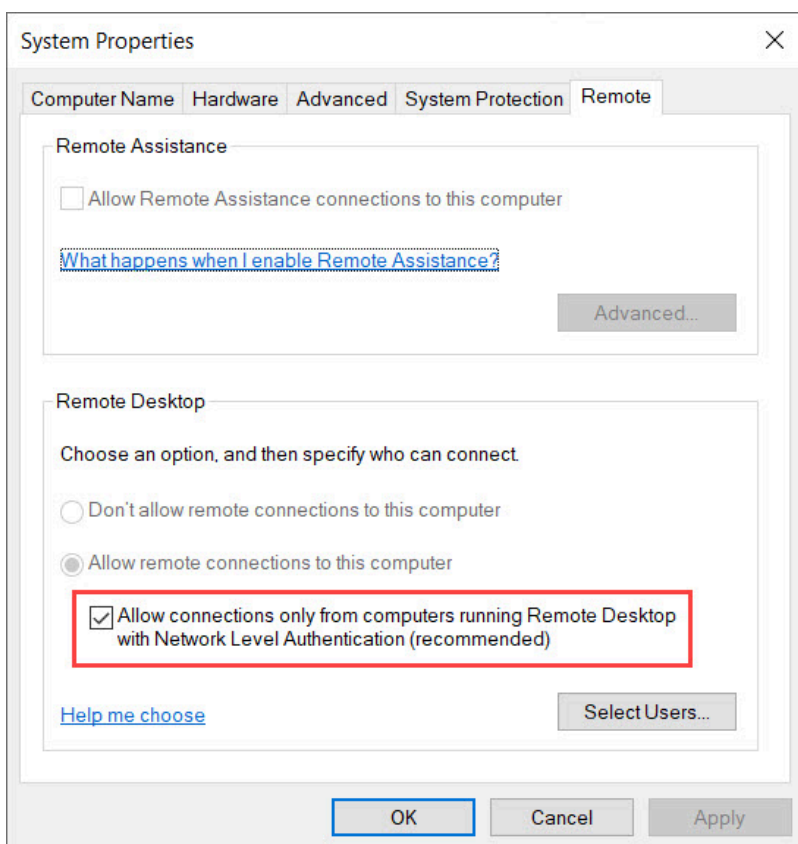 System Properties
Computer Name Hardware Advanced System Protection Remote
Remote Assistance
Allow Remote Assistance connections to this computer
What happens when I enable Remote Assistance?
Advanced...
Remote Desktop
Choose an option, and then specify who can connect.
Don't allow remote connections to this computer
Allow remote connections to this computer
Allow connections only from computers running Remote Desktop
with Network Level Authentication (recommended)
Help me choose
Select Users...
OK Cancel Apply